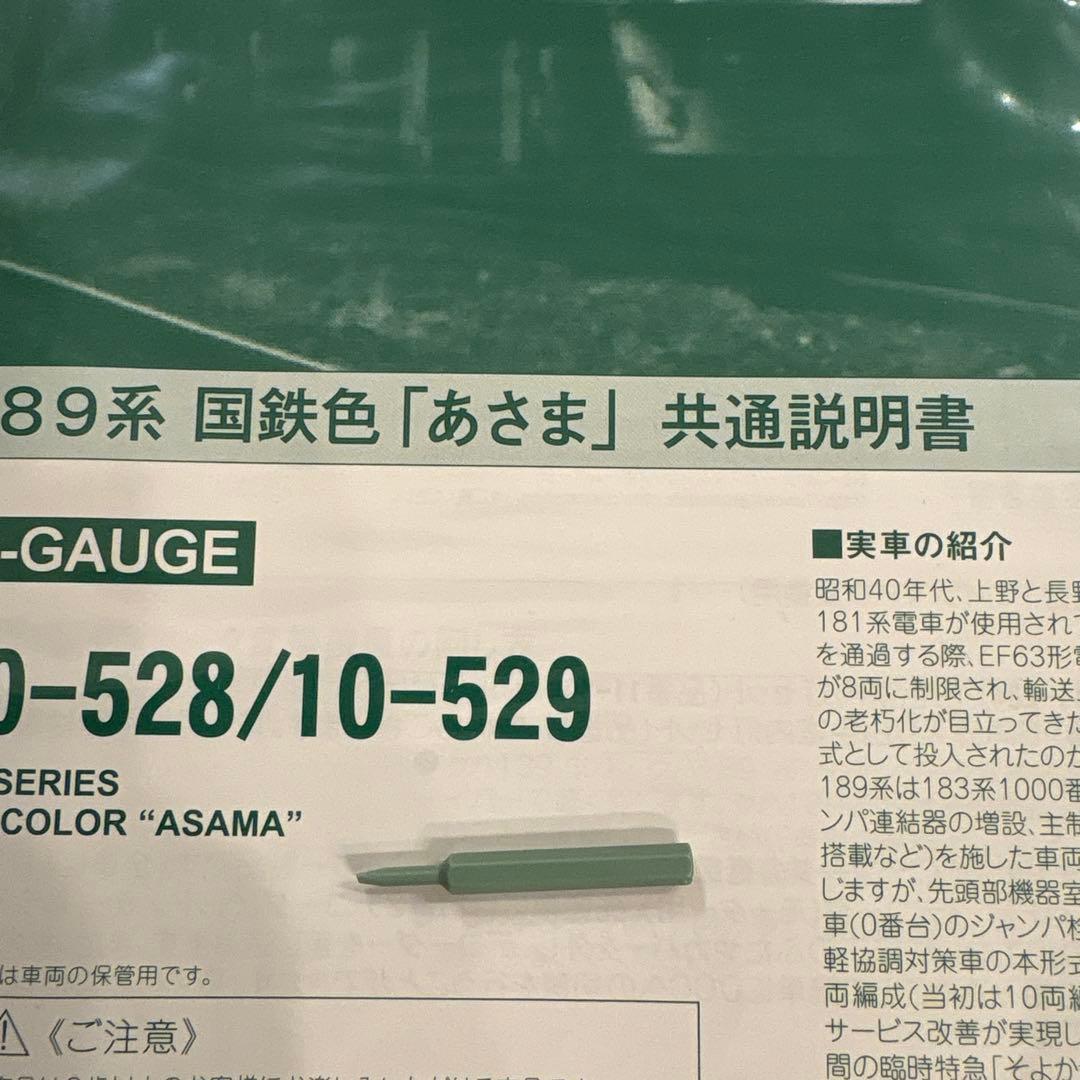 89系 国鉄色「あさま」 共通説明書
-GAUGE
0-528/10-529
SERIES
COLOR “ASAMA”
は車両の保管用です。
⚠《ご注意》
■実車の紹介
昭和40年代、上野と長野
181系電車が使用されて
を通過する際、EF63形電
が8両に制限され、輸送
の老朽化が目立ってきた
式として投入されたのが
189系は183系1000番
ンパ連結器の増設、主制
搭載など)を施した車両
じますが、先頭部機器室
車(0番台)のジャンパ栓
軽協調対策車の本形式
両編成(当初は10両編
サービス改善が実現し
間の臨時特急「そよか